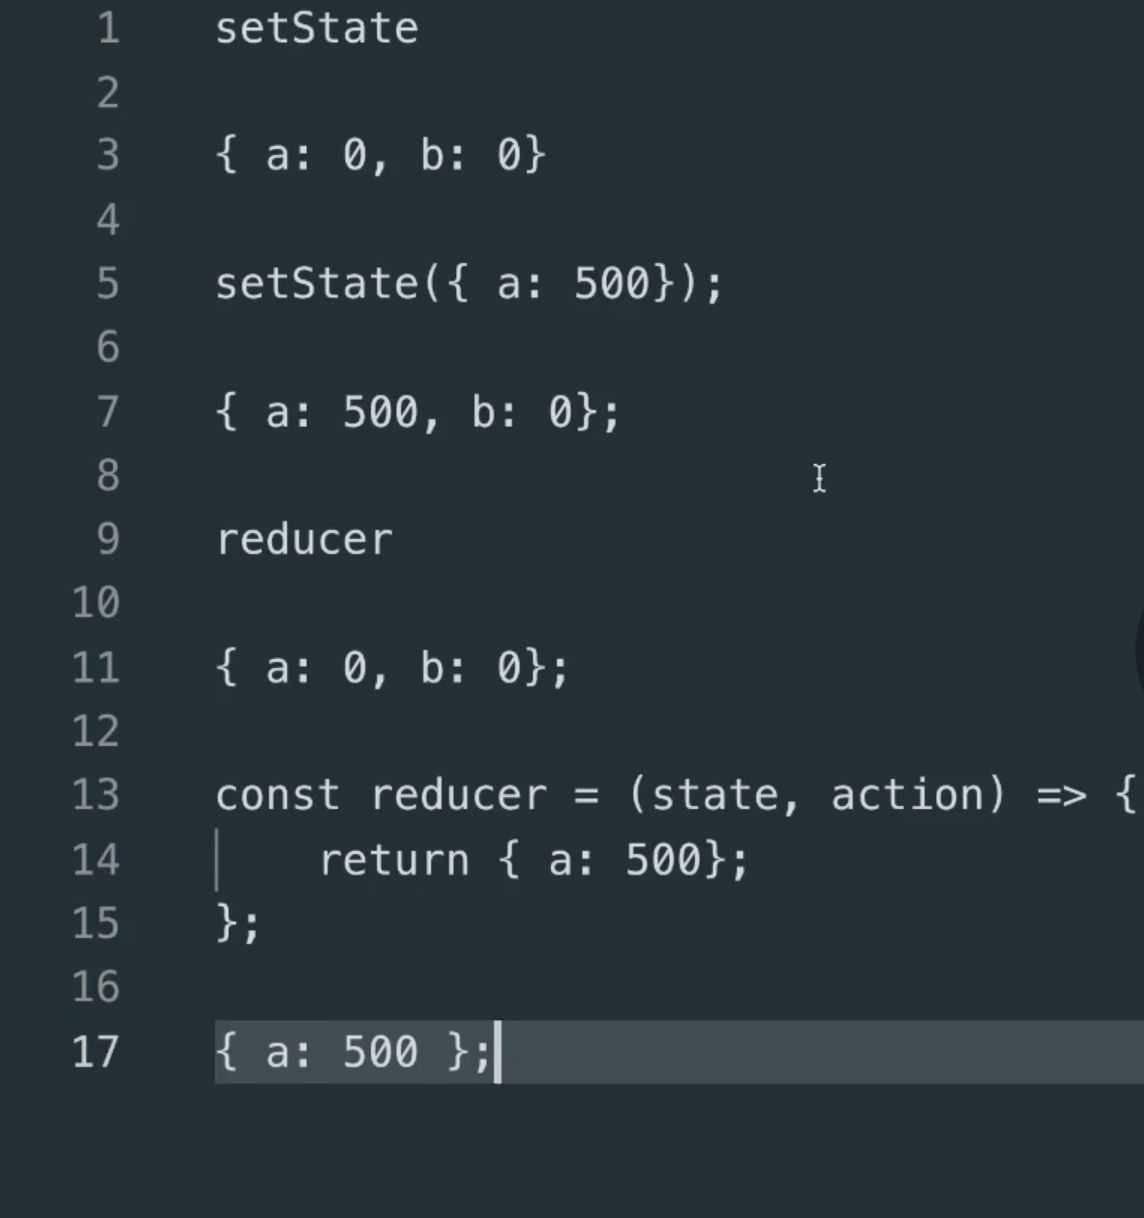 1 setState
2
3 { a: 0, b: 0}
4
5 setState({ a: 500});
6
7 { a: 500, b: 0};
8
9 reducer
10
11 { a: 0, b: 0};
12
13 const reducer = (state, action) => {
14 return { a: 500};
15 };
16
17 { a: 500 };